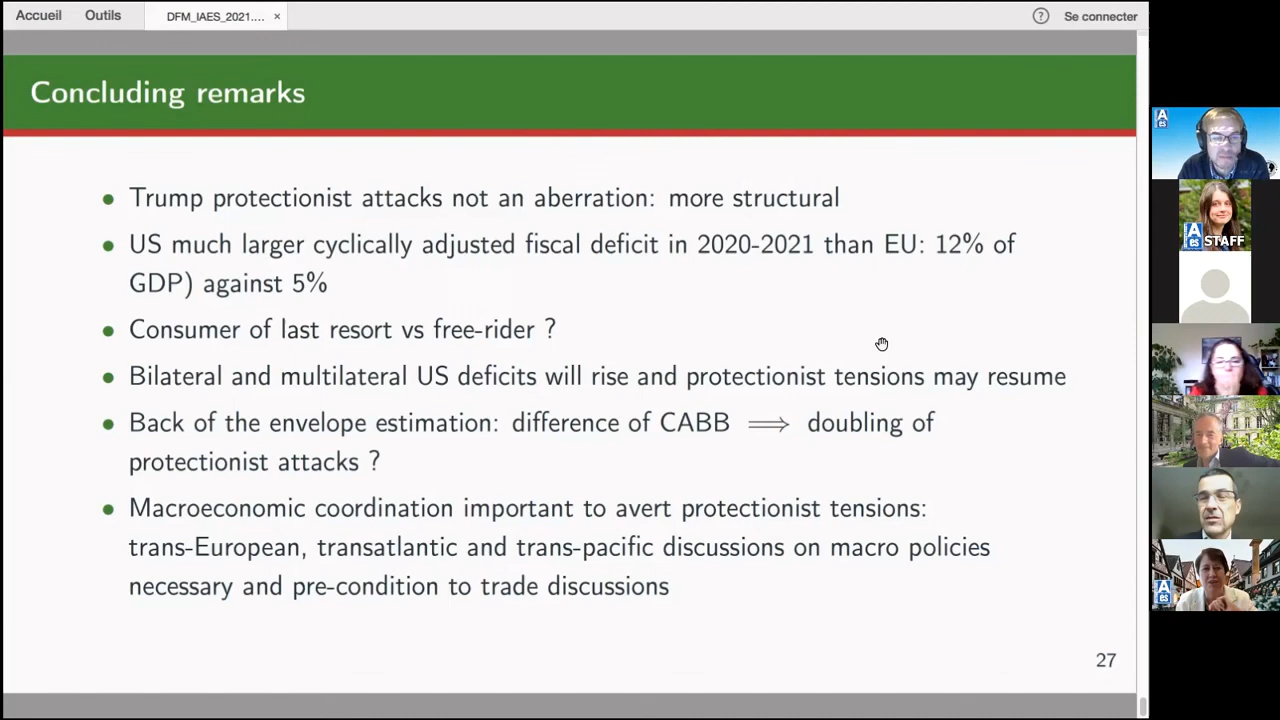 Accueil
Outils
DFM_IAES_2021....
×
?
Se connecter
Concluding remarks
• Trump protectionist attacks not an aberration: more structural
• US much larger cyclically adjusted fiscal deficit in 2020-2021 than EU: 12% of
GDP) against 5%
• Consumer of last resort vs free-rider ?
• Bilateral and multilateral US deficits will rise and protectionist tensions may resume
• Back of the envelope estimation: difference of CABB ⟹ doubling of
protectionist attacks ?
• Macroeconomic coordination important to avert protectionist tensions:
trans-European, transatlantic and trans-pacific discussions on macro policies
necessary and pre-condition to trade discussions
27
A
es
A
es STAFF
A
es